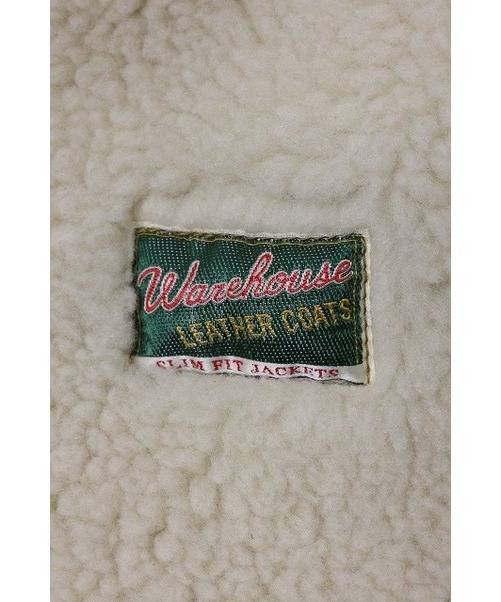 Warehouse
LEATHER COATS
SLIM FIT JACKETS